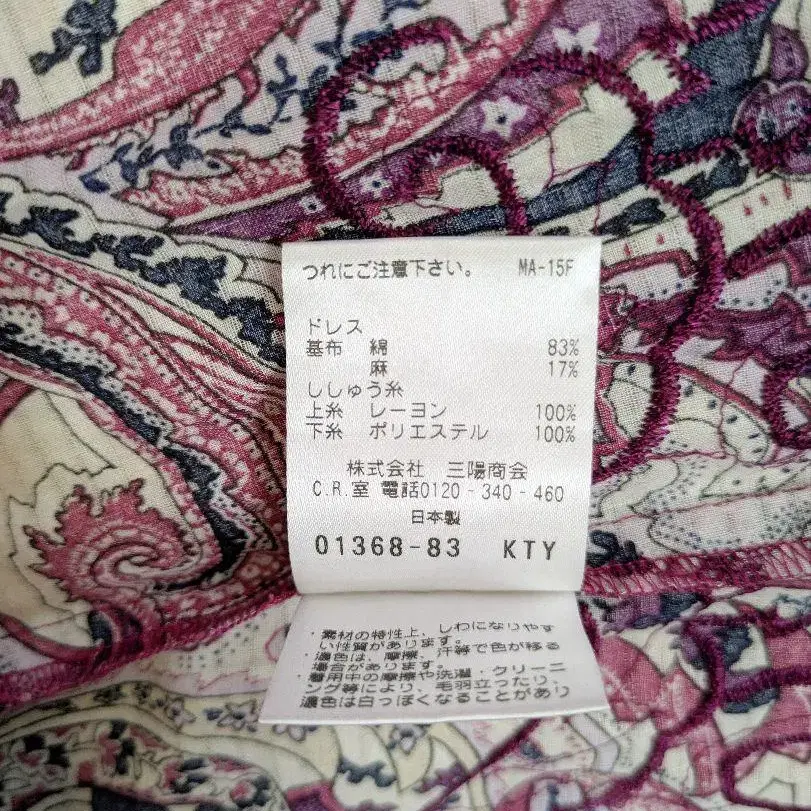 つれにご注意下さい。 MA-15F
ドレス
基布 綿 83%
麻 17%
ししゅう糸
上糸 レーヨン 100%
下糸 ポリエステル 100%
株式会社 三陽商会
C.R.室 電話0120-340-460
日本製
01368-83 KTY
・素材の特性上、しわになりやす
い性質があります。
・濃色は、摩擦、汗等で色が移る
場合があります。
・着用中の摩擦や洗濯・クリーニ
ング等により、毛羽立ったり、
濃色は白っぽくなることがあり